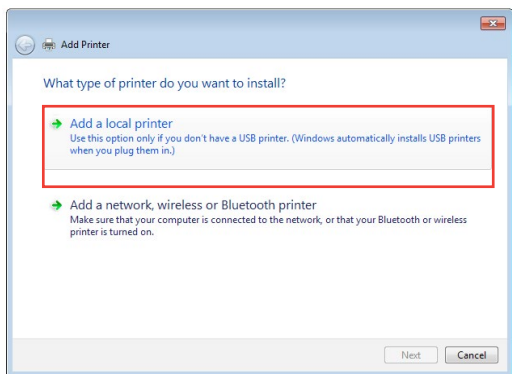 Add Printer
What type of printer do you want to install?
Add a local printer
Use this option only if you don't have a USB printer. (Windows automatically installs USB printers
when you plug them in.)
Add a network, wireless or Bluetooth printer
Make sure that your computer is connected to the network, or that your Bluetooth or wireless
printer is turned on.
Next Cancel